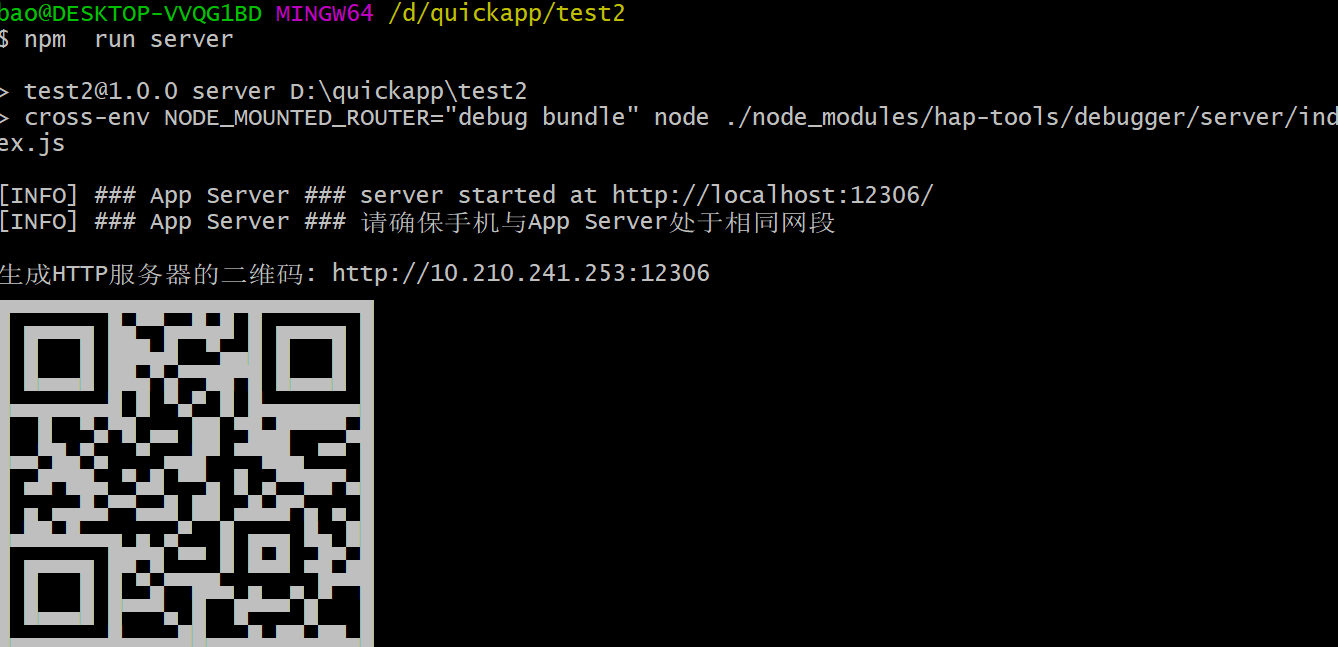 bao@DESKTOP-VVQG1BD MINGW64 /d/quickapp/test2
$ npm  run server
> test2@1.0.0 server D:\quickapp\test2
> cross-env NODE_MOUNTED_ROUTER="debug bundle" node ./node_modules/hap-tools/debugger/server/ind
ex.js
[INFO] ### App Server ### server started at http://localhost:12306/
[INFO] ### App Server ### 请确保手机与App Server处于相同网段
生成HTTP服务器的二维码: http://10.210.241.253:12306